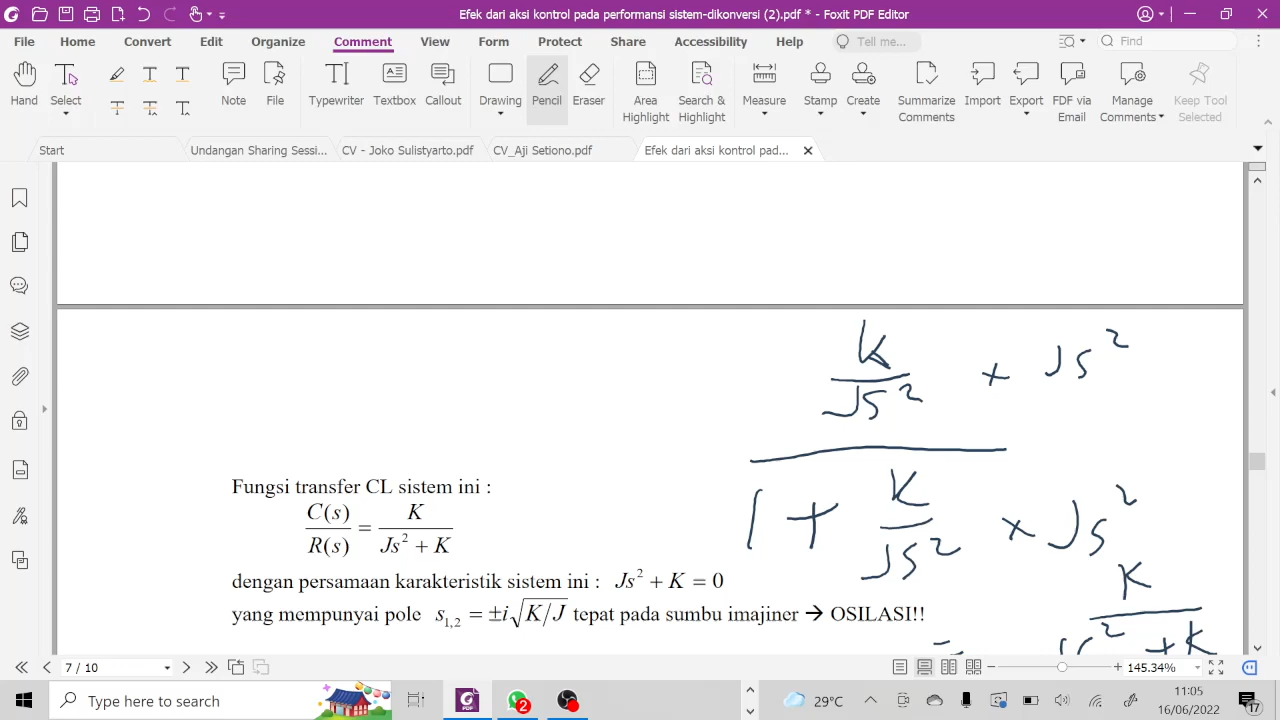 Efek dari aksi kontrol pada performansi sistem-dikonversi (2).pdf * - Foxit PDF Editor
File Home Convert Edit Organize Comment View Form Protect Share Accessibility Help Tell me... Find
Hand Select Note File Typewriter Textbox Callout Drawing Pencil Eraser Area Highlight Search & Highlight Measure Stamp Create Summarize Comments Import Export FDF via Email Manage Comments Keep Tool Selected
Start Undangan Sharing Sessi... CV - Joko Sulistyarto.pdf CV_Aji Setiono.pdf Efek dari aksi kontrol pad...
K
Js² × Js²
K
1 + Js² × Js²
K
Fungsi transfer CL sistem ini :
C(s) K
R(s) = Js² + K
dengan persamaan karakteristik sistem ini : Js² + K = 0
yang mempunyai pole s₁,₂ = ±i√K/J tepat pada sumbu imajiner → OSILASI!!
= Js² + K
7 / 10 145.34%
Type here to search 2 29°C 11:05
16/06/2022 17